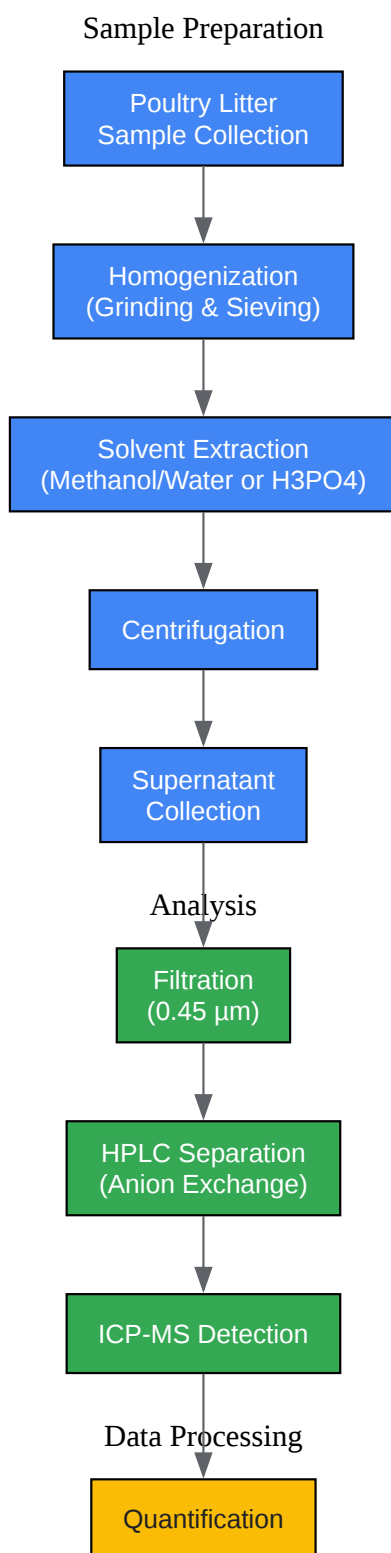 Sample Preparation
Poultry Litter
Sample Collection
Homogenization
(Grinding & Sieving)
Solvent Extraction
(Methanol/Water or H3PO4)
Centrifugation
Supernatant
Collection
Analysis
Filtration
(0.45 µm)
HPLC Separation
(Anion Exchange)
ICP-MS Detection
Data Processing
Quantification